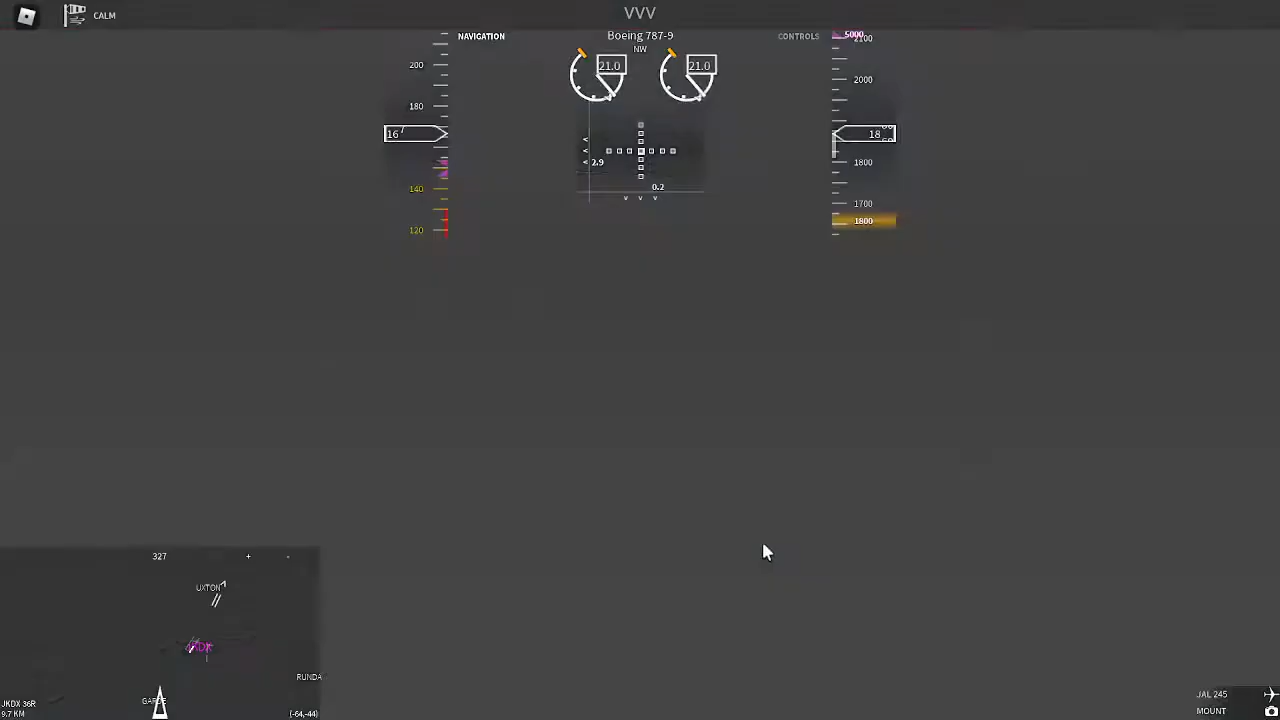 CALM
VVV
NAVIGATION
Boeing 787-9
NW
CONTROLS
5000
2100
200
21.0
21.0
2000
180
16
18
2.9
1800
140
0.2
1700
1800
120
327
+
-
UXTON
JKDX
RUNDA
GARDE
JKDX 36R
9.7 KM
(-64,-44)
JAL 245
MOUNT